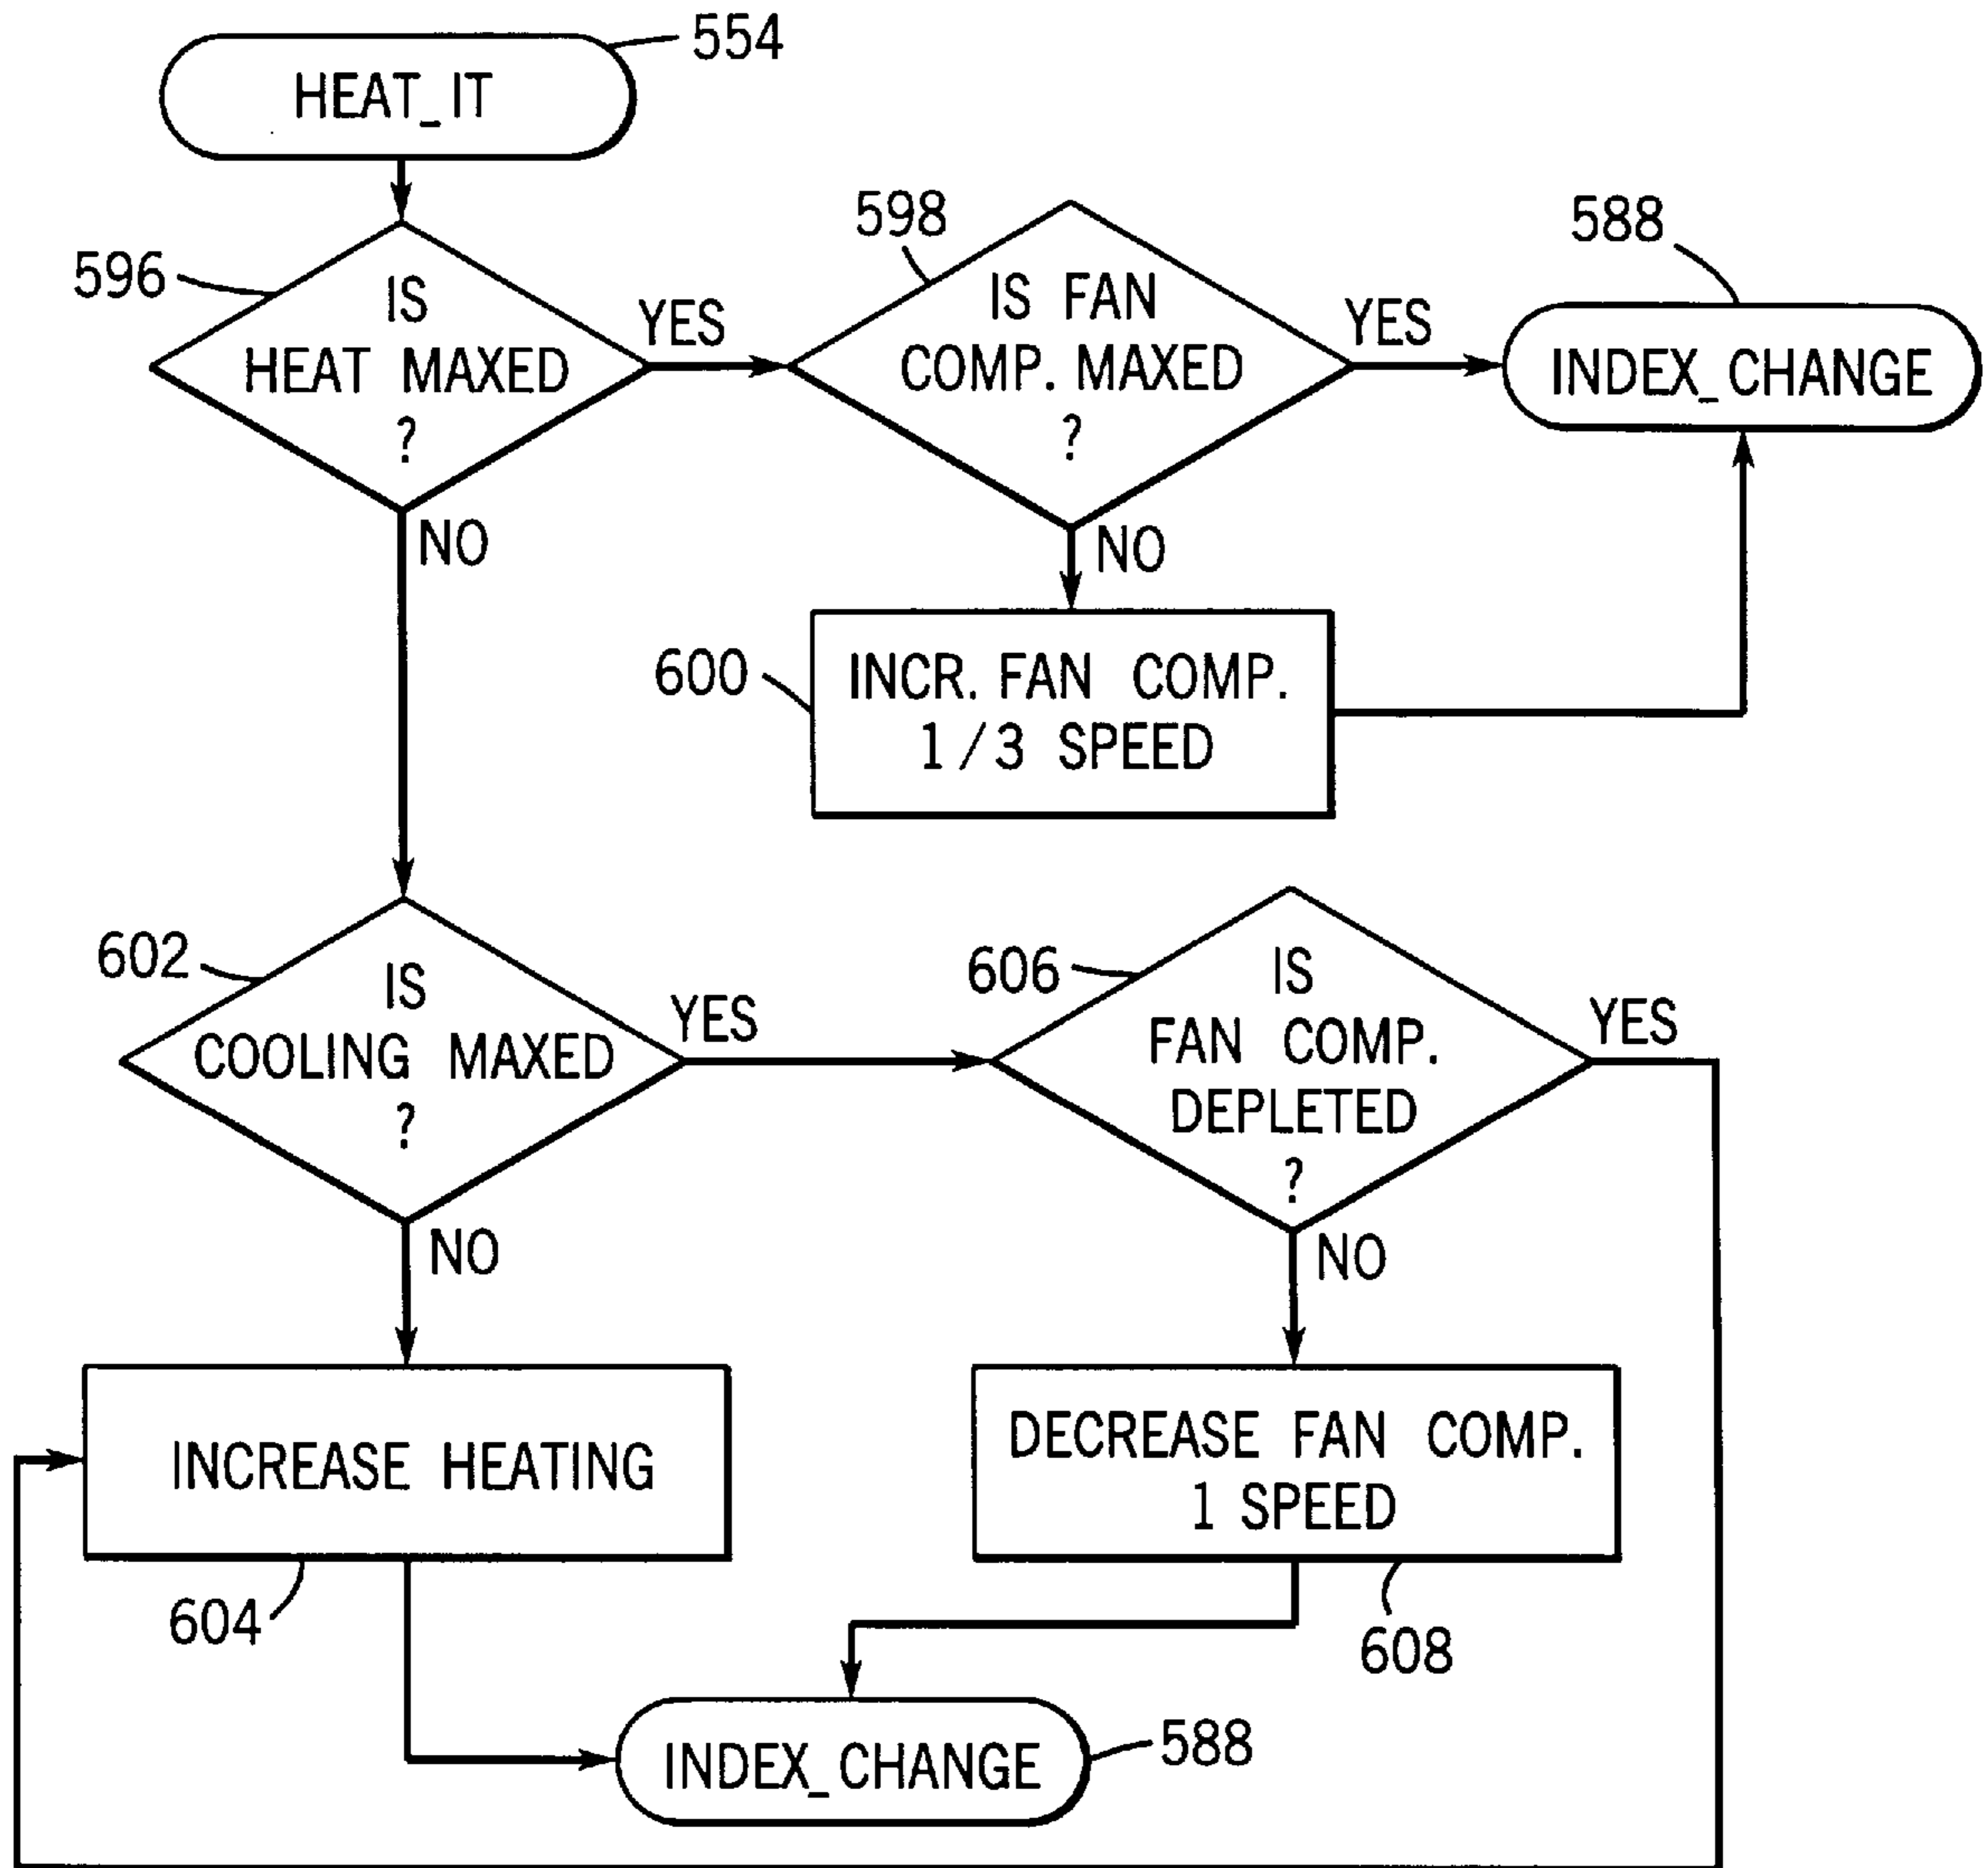 554
HEAT_IT
596
IS
HEAT MAXED
?
YES
NO
598
IS FAN
COMP. MAXED
?
YES
NO
588
INDEX_CHANGE
600
INCR. FAN COMP.
1/3 SPEED
602
IS
COOLING MAXED
?
YES
NO
606
IS
FAN COMP.
DEPLETED
?
YES
NO
INCREASE HEATING
604
DECREASE FAN COMP.
1 SPEED
608
INDEX_CHANGE
588